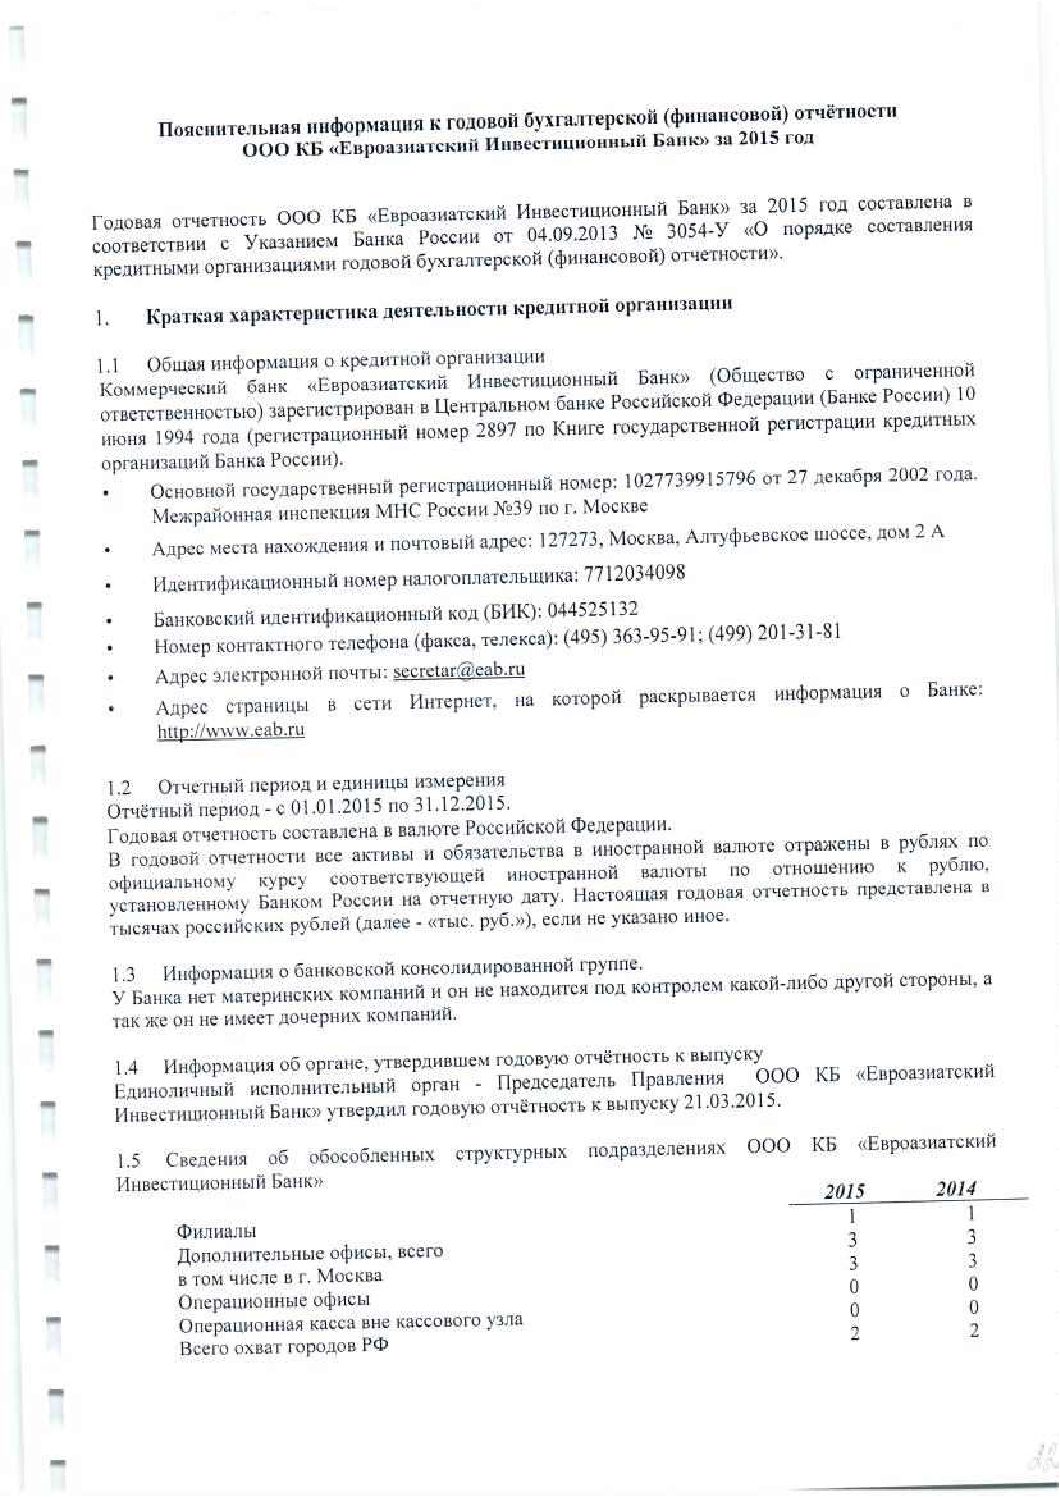 Пояснительная информация к годовой бухгалтерской (финансовой) отчётности
ООО КБ «Евроазиатский Инвестиционный Банк» за 2015 год
Годовая отчетность ООО КБ «Евроазиатский Инвестиционный Банк» за 2015 год составлена в
соответствии с Указанием Банка России от 04.09.2013 № 3054-У «О порядке составления
кредитными организациями годовой бухгалтерской (финансовой) отчетности».
1. Краткая характеристика деятельности кредитной организации
1.1 Общая информация о кредитной организации
Коммерческий банк «Евроазиатский Инвестиционный Банк» (Общество с ограниченной
ответственностью) зарегистрирован в Центральном банке Российской Федерации (Банке России) 10
июня 1994 года (регистрационный номер 2897 по Книге государственной регистрации кредитных
организаций Банка России).
• Основной государственный регистрационный номер: 1027739915796 от 27 декабря 2002 года.
Межрайонная инспекция МНС России №39 по г. Москве
• Адрес места нахождения и почтовый адрес: 127273, Москва, Алтуфьевское шоссе, дом 2 А
• Идентификационный номер налогоплательщика: 7712034098
• Банковский идентификационный код (БИК): 044525132
• Номер контактного телефона (факса, телекса): (495) 363-95-91; (499) 201-31-81
• Адрес электронной почты: secretar@eab.ru
• Адрес страницы в сети Интернет, на которой раскрывается информация о Банке:
http://www.eab.ru
1.2 Отчетный период и единицы измерения
Отчётный период - с 01.01.2015 по 31.12.2015.
Годовая отчетность составлена в валюте Российской Федерации.
В годовой отчетности все активы и обязательства в иностранной валюте отражены в рублях по
официальному курсу соответствующей иностранной валюты по отношению к рублю,
установленному Банком России на отчетную дату. Настоящая годовая отчетность представлена в
тысячах российских рублей (далее - «тыс. руб.»), если не указано иное.
1.3 Информация о банковской консолидированной группе.
У Банка нет материнских компаний и он не находится под контролем какой-либо другой стороны, а
так же он не имеет дочерних компаний.
1.4 Информация об органе, утвердившем годовую отчётность к выпуску
Единоличный исполнительный орган - Председатель Правления ООО КБ «Евроазиатский
Инвестиционный Банк» утвердил годовую отчётность к выпуску 21.03.2015.
1.5 Сведения об обособленных структурных подразделениях ООО КБ «Евроазиатский
Инвестиционный Банк»
2015 2014
Филиалы 1 1
Дополнительные офисы, всего 3 3
в том числе в г. Москва 3 3
Операционные офисы 0 0
Операционная касса вне кассового узла 0 0
Всего охват городов РФ 2 2